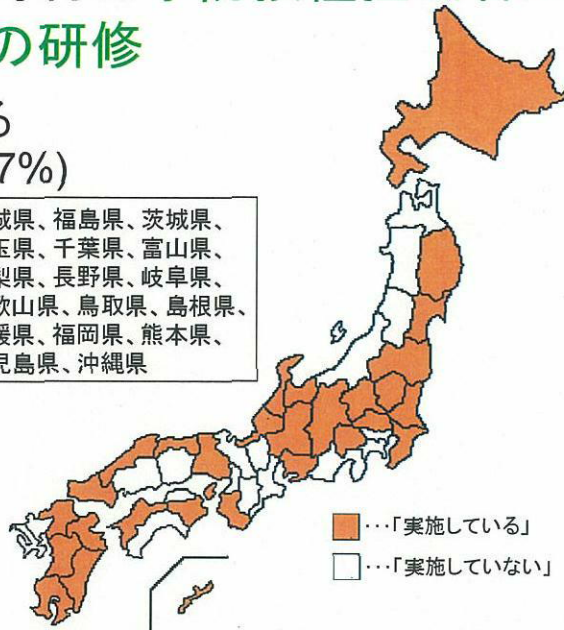 の研修
7%)
城県、福島県、茨城県、
玉県、千葉県、富山県、
梨県、長野県、岐阜県、
歌山県、鳥取県、島根県、
媛県、福岡県、熊本県、
児島県、沖縄県
…「実施している」
…「実施していない」